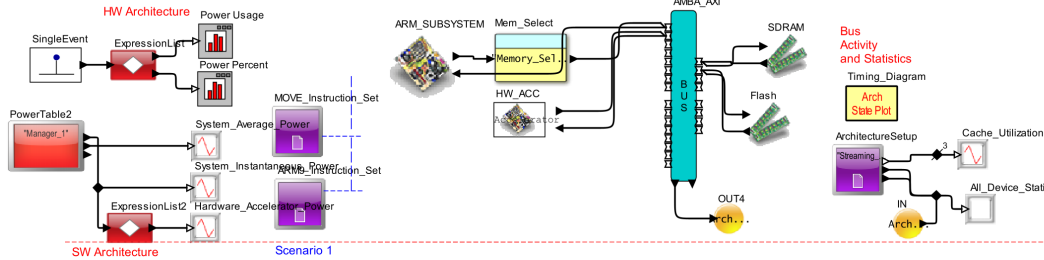 HW Architecture
Power Usage
SingleEvent
ExpressionList
Power Percent
PowerTable2
"Manager_1"
System_Average_Power
System_Instantaneous_Power
ExpressionList2
Hardware_Accelerator_Power
MOVE_Instruction_Set
ARM9_Instruction_Set
SW Architecture
Scenario 1
ARM_SUBSYSTEM
Mem_Select
"Memory_Sel...
HW_ACC
AMBA_AXI
BUS
SDRAM
Flash
OUT4
Arch...
Bus
Activity
and Statistics
Timing_Diagram
Arch
State Plot
ArchitectureSetup
"Streaming_...
3
Cache_Utilization
All_Device_Stati
IN
Arch...